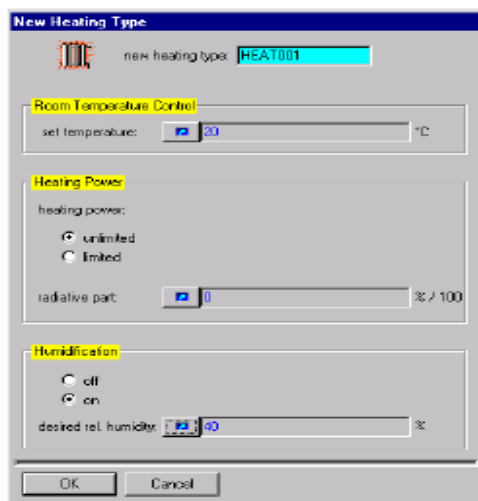 New Heating Type
new heating type: HEAT001
Room Temperature Control
set temperature: 20 °C
Heating Power
heating power:
unlimited
limited
radiative part: 0 % / 100
Humidification
off
on
desired rel. humidity: 40 %
OK Cancel